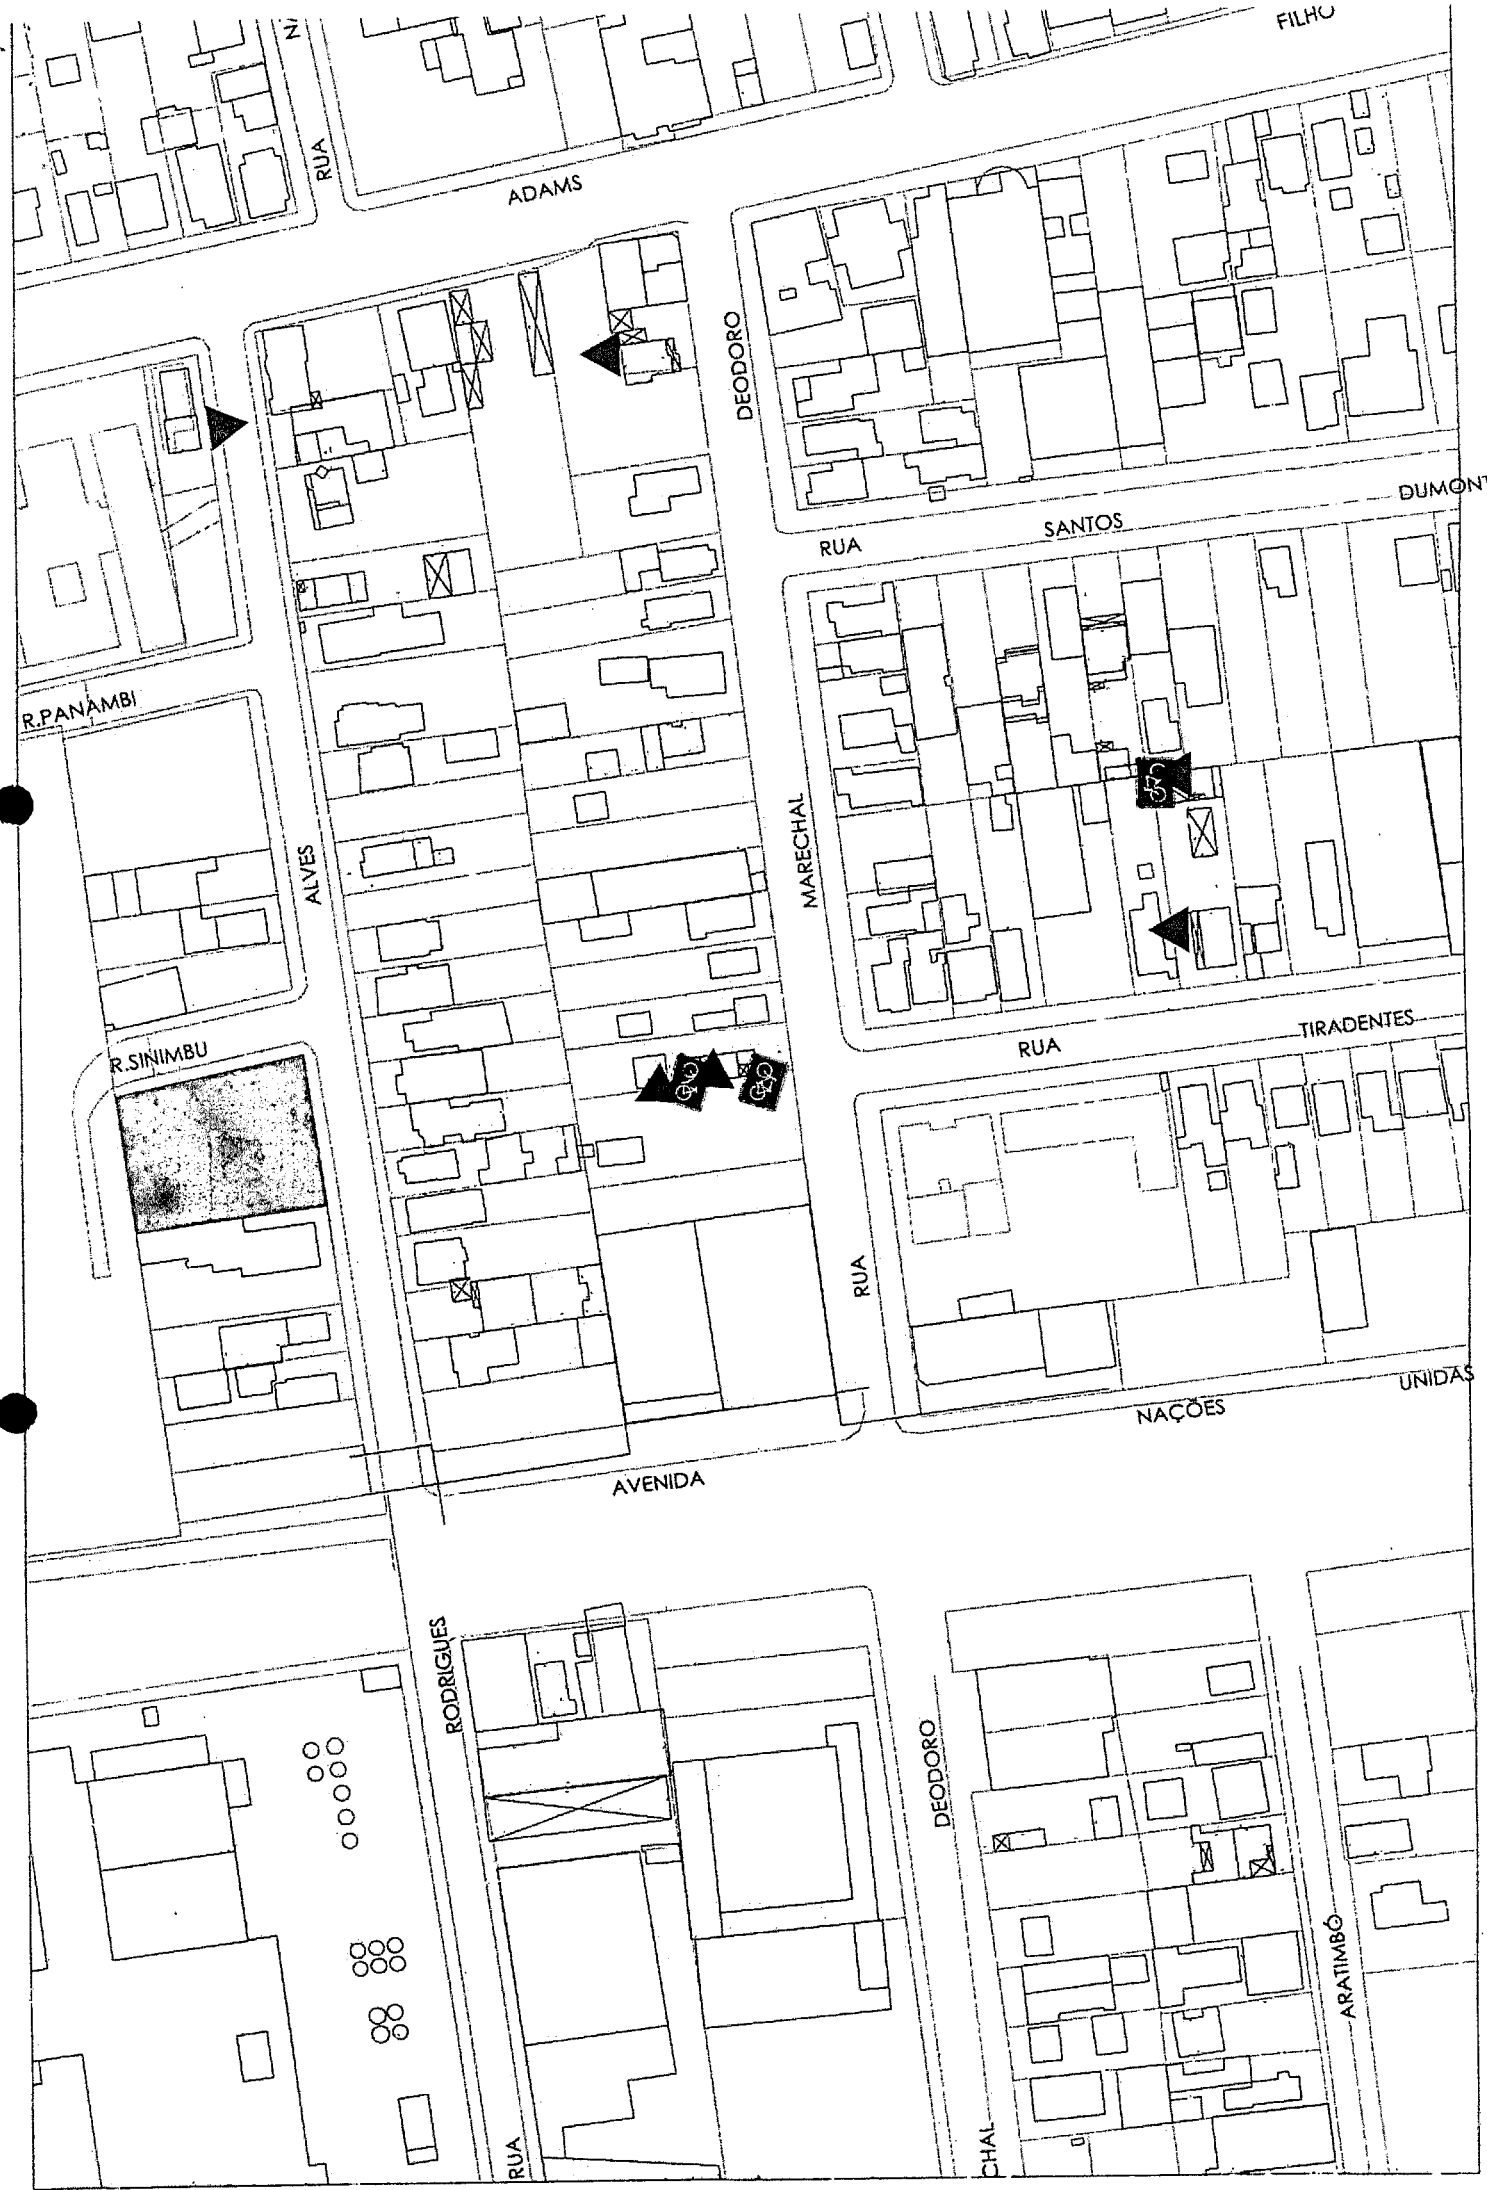 FILHO
RUA
ADAMS
DEODORO
DUMONT
SANTOS
RUA
R.PANAMBI
MARECHAL
ALVES
TIRADENTES
RUA
R.SINIMBU
RUA
UNIDAS
NAÇÕES
AVENIDA
RODRIGUES
DEODORO
ARATIMBÓ
RUA
CHAL